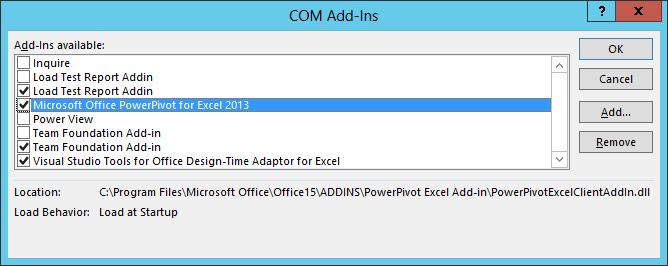 COM Add-Ins
Add-Ins available:
Inquire
Load Test Report Addin
Load Test Report Addin
Microsoft Office PowerPivot for Excel 2013
Power View
Team Foundation Add-in
Team Foundation Add-in
Visual Studio Tools for Office Design-Time Adaptor for Excel
OK
Cancel
Add...
Remove
Location: C:\Program Files\Microsoft Office\Office15\ADDINS\PowerPivot Excel Add-in\PowerPivotExcelClientAddIn.dll
Load Behavior: Load at Startup